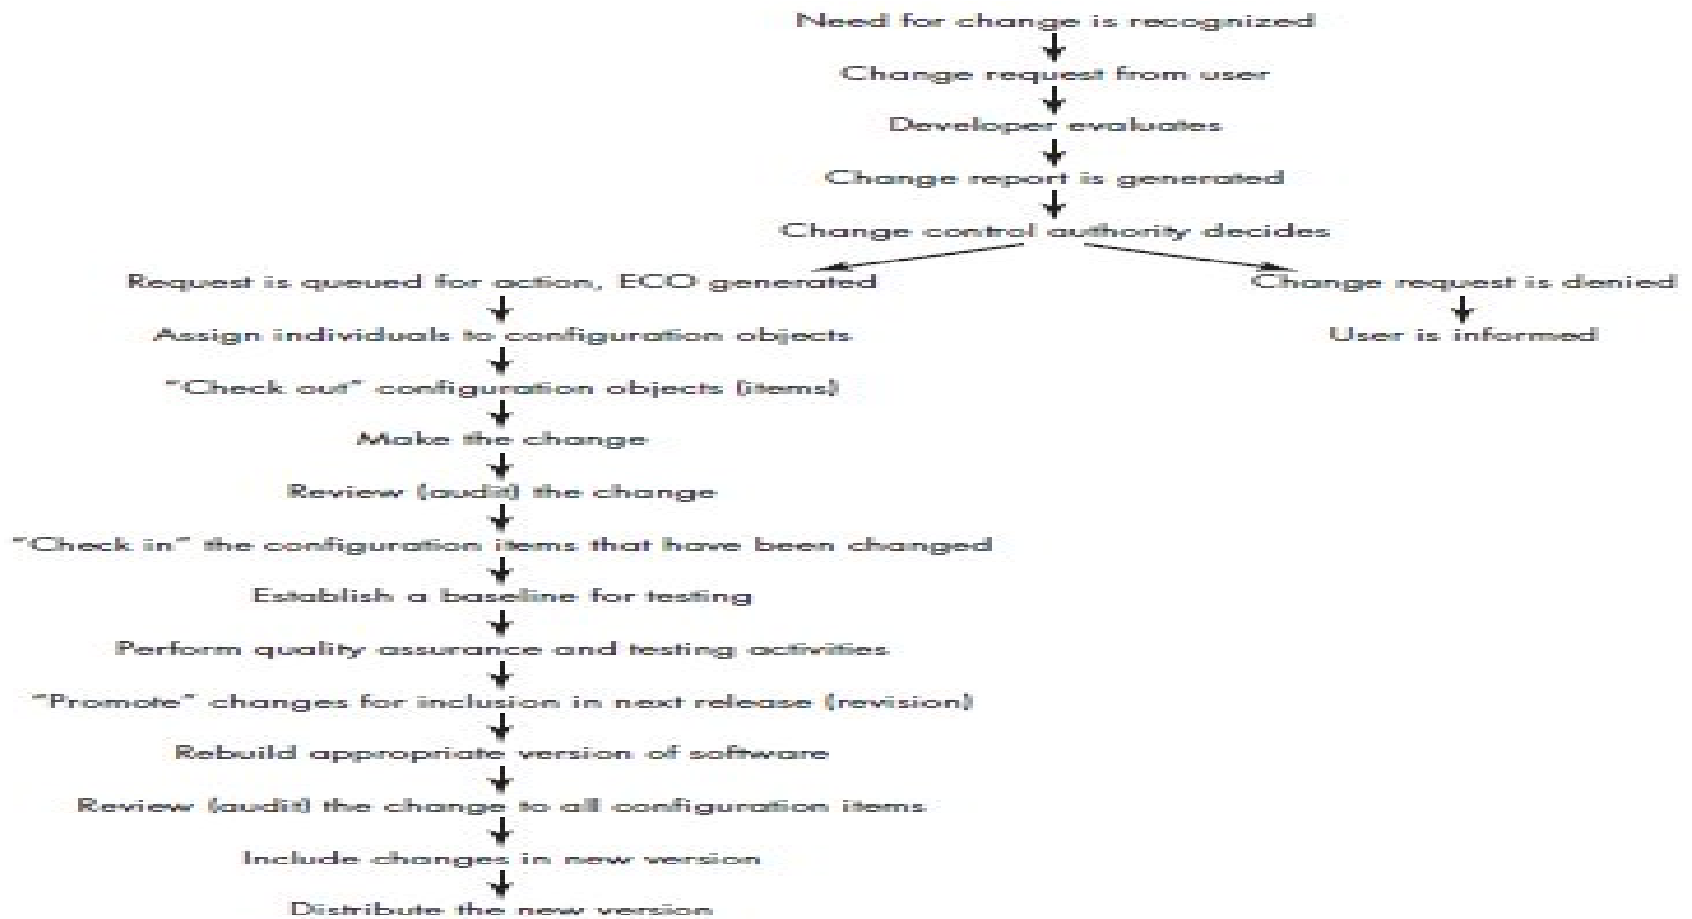 Need for change is recognized
Change request from user
Developer evaluates
Change report is generated
Change control authority decides
Request is queued for action, ECO generated
Change request is denied
Assign individuals to configuration objects
User is informed
“Check out” configuration objects (items)
Make the change
Review (audit) the change
“Check in” the configuration items that have been changed
Establish a baseline for testing
Perform quality assurance and testing activities
“Promote” changes for inclusion in next release (revision)
Rebuild appropriate version of software
Review (audit) the change to all configuration items
Include changes in new version
Distribute the new version